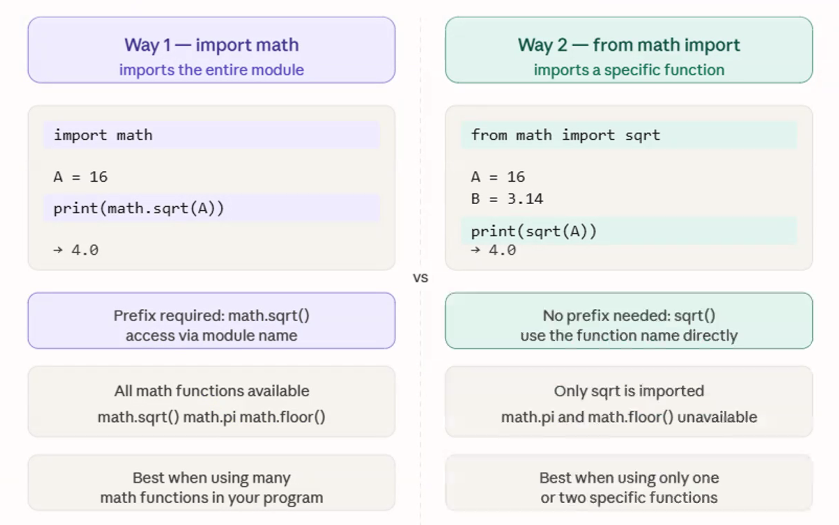 Way 1 — import math
imports the entire module
import math
A = 16
print(math.sqrt(A))
→ 4.0
Prefix required: math.sqrt()
access via module name
All math functions available
math.sqrt() math.pi math.floor()
Best when using many
math functions in your program
vs
Way 2 — from math import
imports a specific function
from math import sqrt
A = 16
B = 3.14
print(sqrt(A))
→ 4.0
No prefix needed: sqrt()
use the function name directly
Only sqrt is imported
math.pi and math.floor() unavailable
Best when using only one
or two specific functions